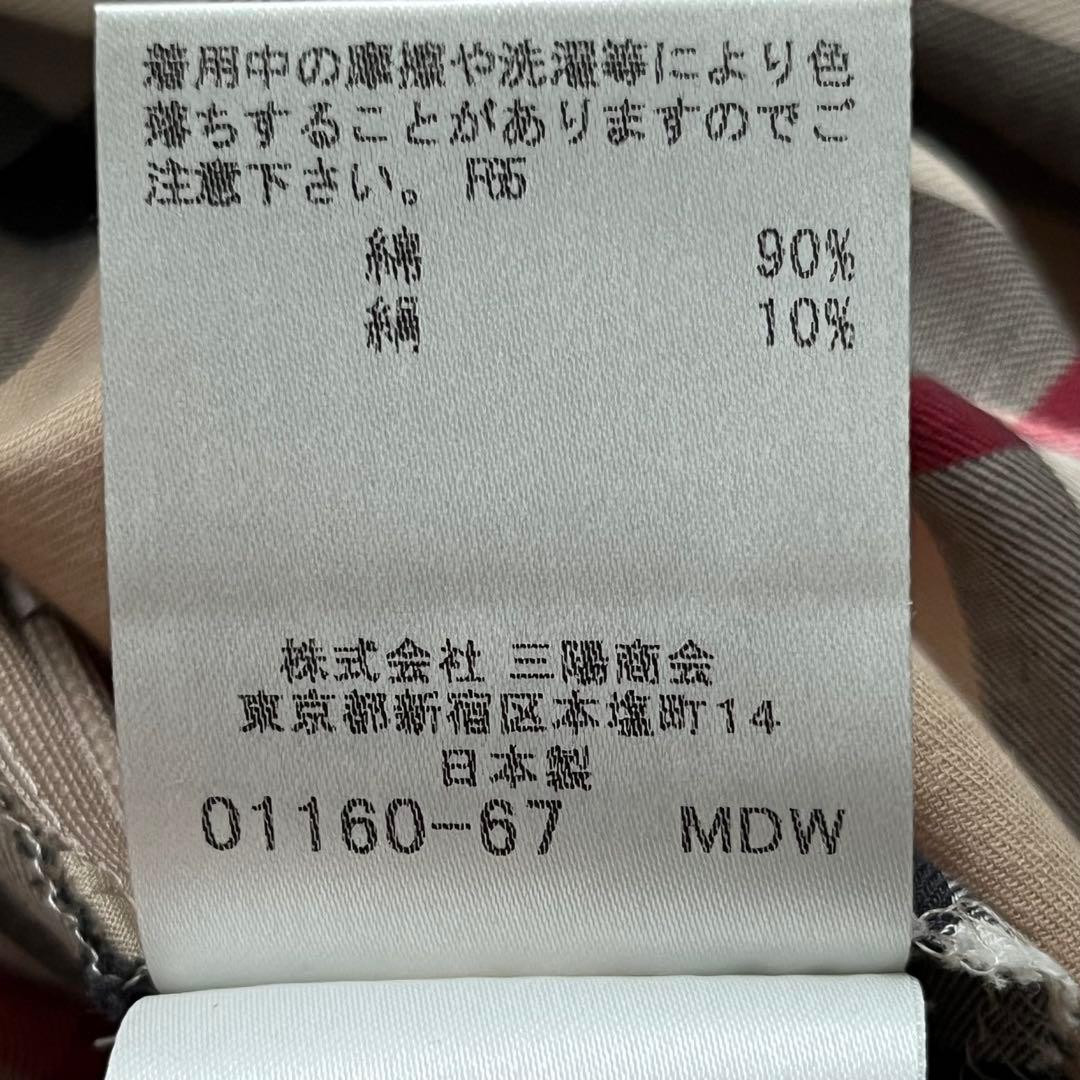 着用中の摩擦や洗濯等により色
落ちすることがありますのでご
注意下さい。 F65
綿 90%
絹 10%
株式会社 三陽商会
東京都新宿区本塩町14
日本製
01160-67 MDW